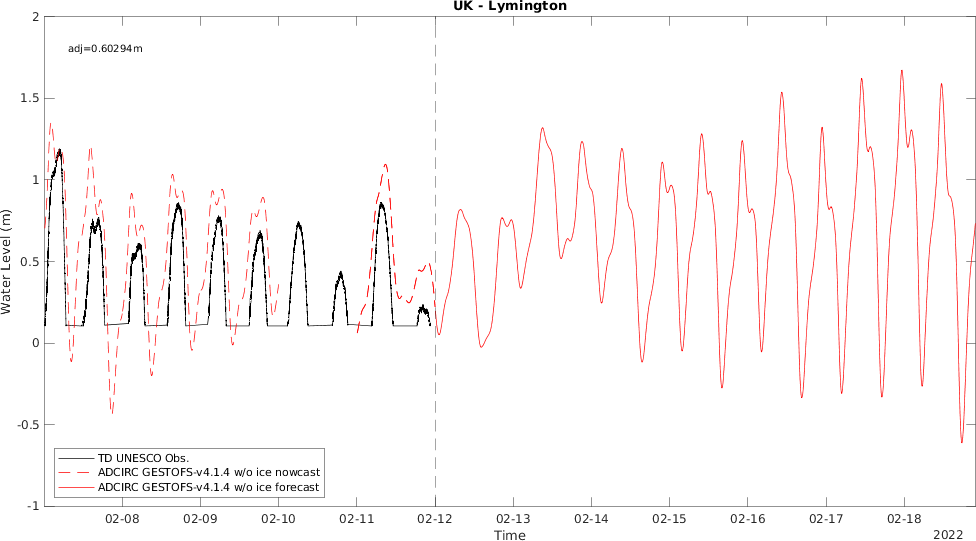 UK - Lymington
adj=0.60294m
Water Level (m)
2
1.5
1
0.5
0
-0.5
-1
TD UNESCO Obs.
ADCIRC GESTOFS-v4.1.4 w/o ice nowcast
ADCIRC GESTOFS-v4.1.4 w/o ice forecast
02-08 02-09 02-10 02-11 02-12 02-13 02-14 02-15 02-16 02-17 02-18
Time
2022